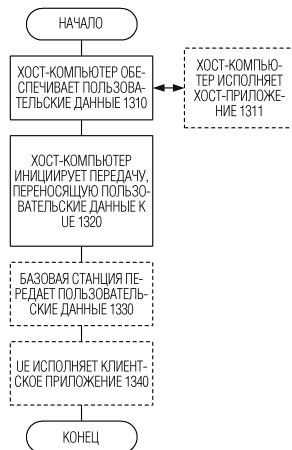 НАЧАЛО
ХОСТ-КОМПЬЮТЕР ОБЕ-
СПЕЧИВАЕТ ПОЛЬЗОВА-
ТЕЛЬСКИЕ ДАННЫЕ 1310
ХОСТ-КОМПЬЮ-
ТЕР ИСПОЛНЯЕТ
ХОСТ-ПРИЛОЖЕ-
НИЕ 1311
ХОСТ-КОМПЬЮТЕР
ИНИЦИИРУЕТ ПЕРЕДАЧУ,
ПЕРЕНОСЯЩУЮ ПОЛЬЗО-
ВАТЕЛЬСКИЕ ДАННЫЕ К
UE 1320
БАЗОВАЯ СТАНЦИЯ ПЕ-
РЕДАЕТ ПОЛЬЗОВАТЕЛЬ-
СКИЕ ДАННЫЕ 1330
UE ИСПОЛНЯЕТ КЛИЕНТ-
СКОЕ ПРИЛОЖЕНИЕ 1340
КОНЕЦ